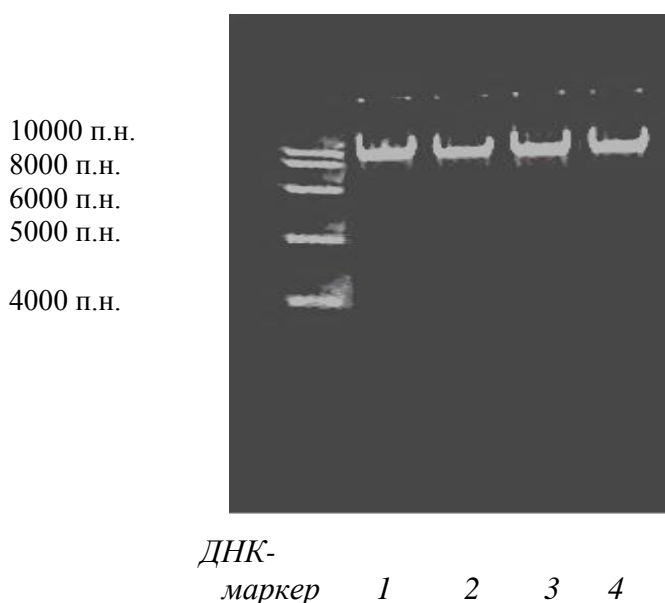 10000 п.н.
8000 п.н.
6000 п.н.
5000 п.н.
4000 п.н.
ДНК-
маркер 1 2 3 4